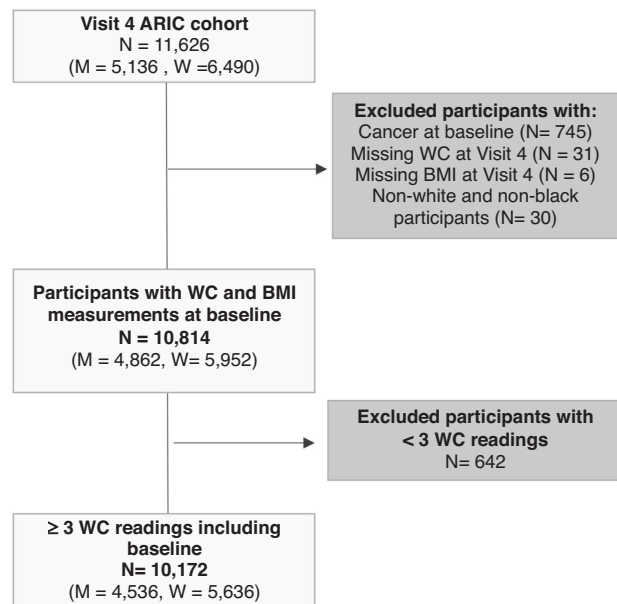 Visit 4 ARIC cohort
N = 11,626
(M = 5,136 , W =6,490)
Excluded participants with:
Cancer at baseline (N= 745)
Missing WC at Visit 4 (N = 31)
Missing BMI at Visit 4 (N = 6)
Non-white and non-black
participants (N= 30)
Participants with WC and BMI
measurements at baseline
N = 10,814
(M = 4,862, W= 5,952)
Excluded participants with
< 3 WC readings
N= 642
≥ 3 WC readings including
baseline
N= 10,172
(M = 4,536, W = 5,636)